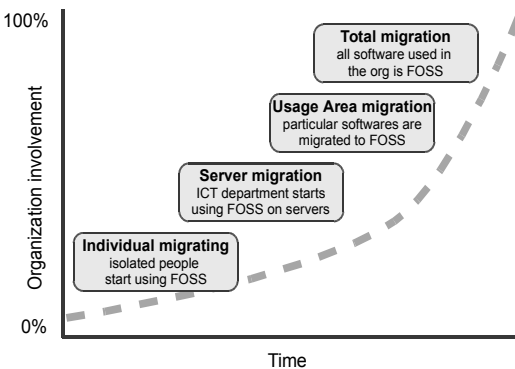 100%
Total migration
all software used in
the org is FOSS
Usage Area migration
particular softwares are
migrated to FOSS
Server migration
ICT department starts
using FOSS on servers
Individual migrating
isolated people
start using FOSS
Organization involvement
0%
Time